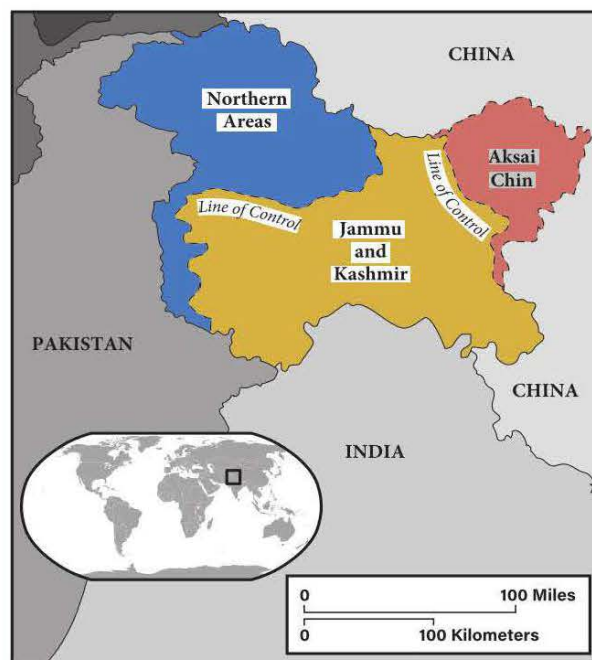 CHINA
Northern
Areas
Aksai
Chin
Line of Control
Line of Control
Jammu
and
Kashmir
PAKISTAN
CHINA
INDIA
0 100 Miles
0 100 Kilometers